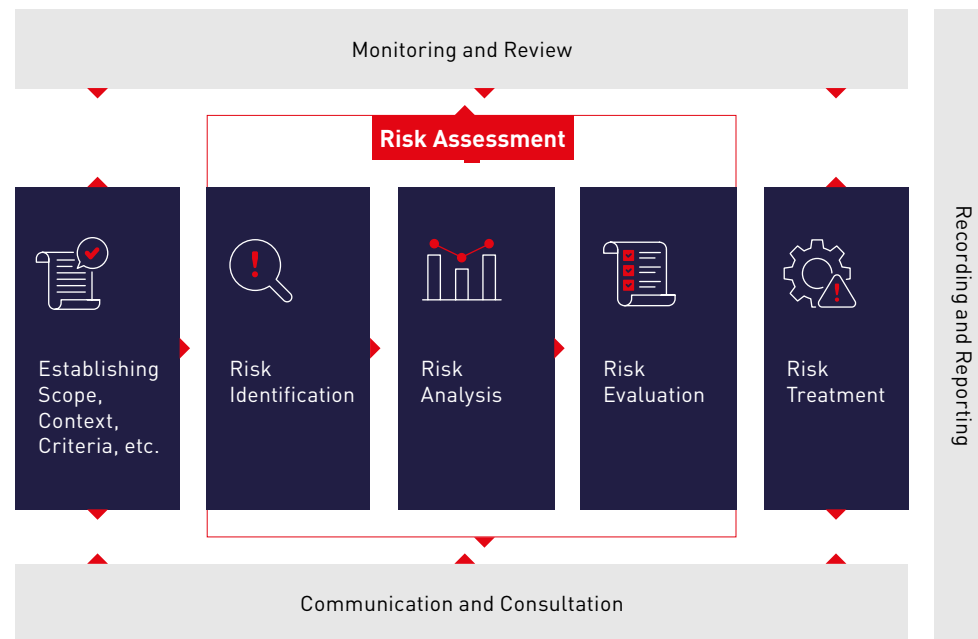 Monitoring and Review
Risk Assessment
Establishing
Scope,
Context,
Criteria, etc.
Risk
Identification
Risk
Analysis
Risk
Evaluation
Risk
Treatment
Communication and Consultation
Recording and Reporting